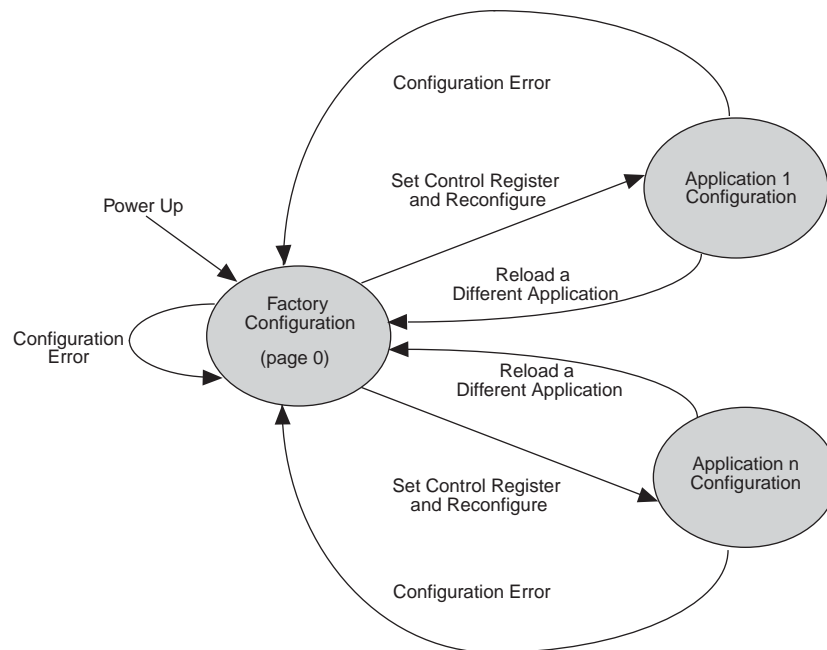 Configuration Error
Set Control Register
and Reconfigure
Application 1
Configuration
Power Up
Reload a
Different Application
Factory
Configuration
(page 0)
Configuration
Error
Reload a
Different Application
Application n
Configuration
Set Control Register
and Reconfigure
Configuration Error